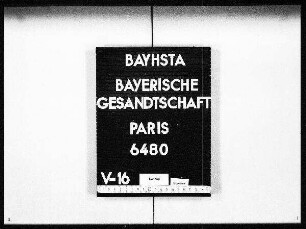 BAYHSTA
BAYERISCHE
GESANDTSCHAFT
PARIS
6480
V-16